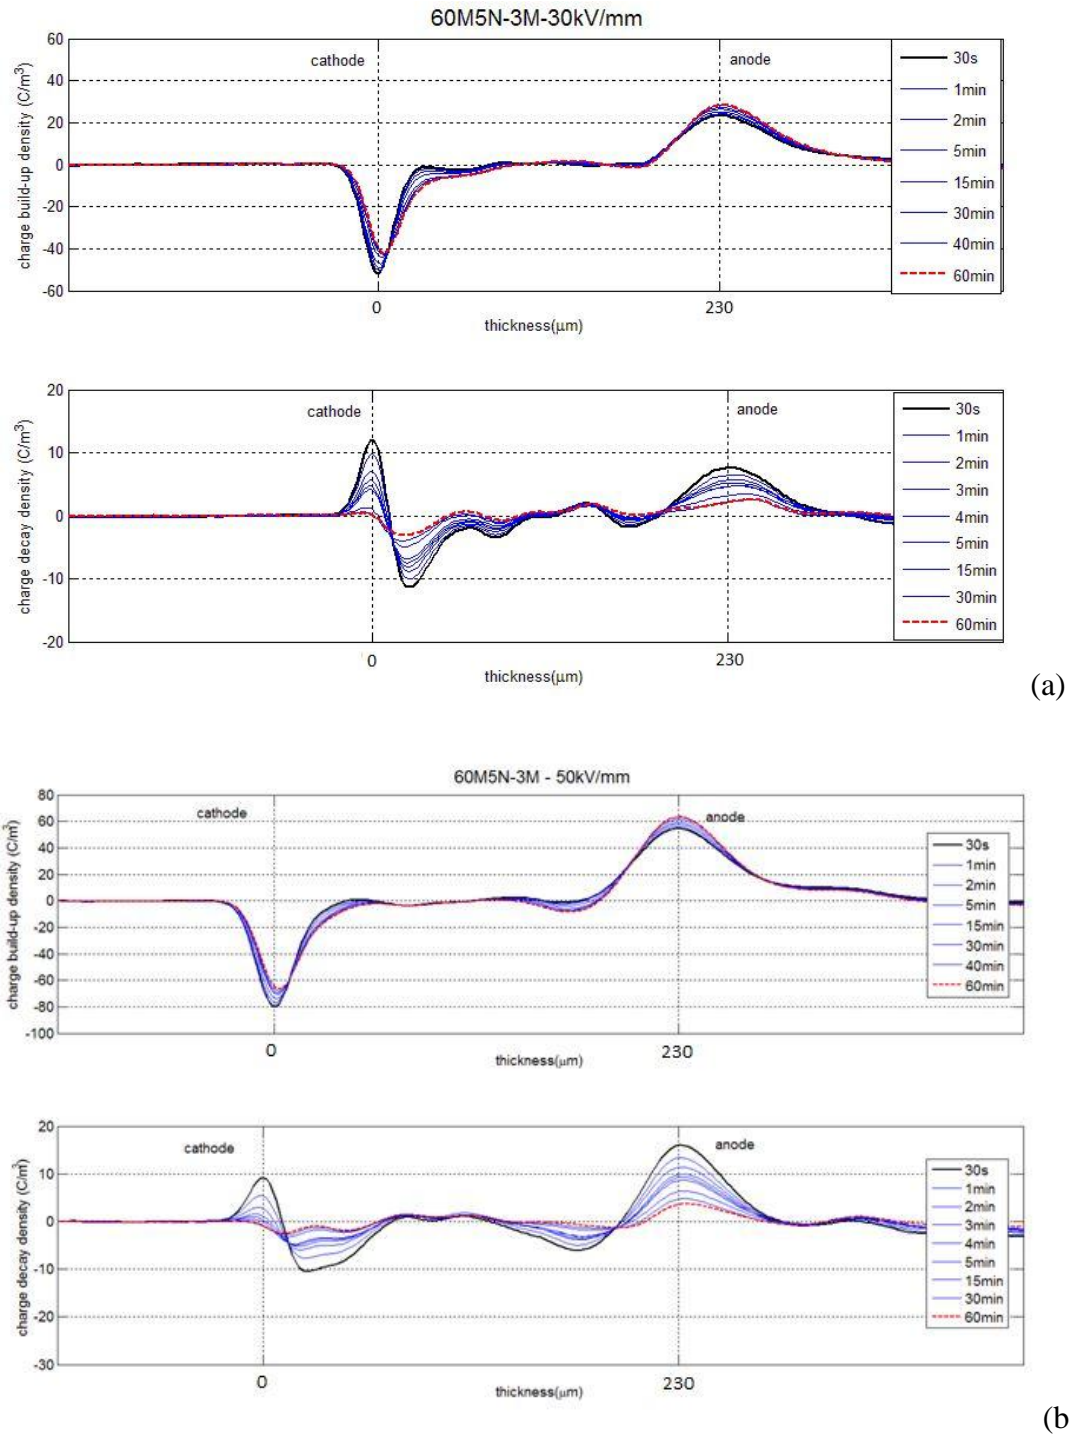 60M5N-3M-30kV/mm
charge build-up density (C/m³)
60
40
20
0
-20
-40
-60
cathode
anode
30s
1min
2min
5min
15min
30min
40min
60min
0
230
thickness(μm)
charge decay density (C/m³)
20
10
0
-10
-20
cathode
anode
30s
1min
2min
3min
4min
5min
15min
30min
60min
0
230
thickness(μm)
(a)
60M5N-3M - 50kV/mm
charge build-up density (C/m³)
80
60
40
20
0
-20
-40
-60
-80
-100
cathode
anode
30s
1min
2min
5min
15min
30min
40min
60min
0
230
thickness(μm)
charge decay density (C/m³)
20
10
0
-10
-20
-30
cathode
anode
30s
1min
2min
3min
4min
5min
15min
30min
60min
0
230
thickness(μm)
(b